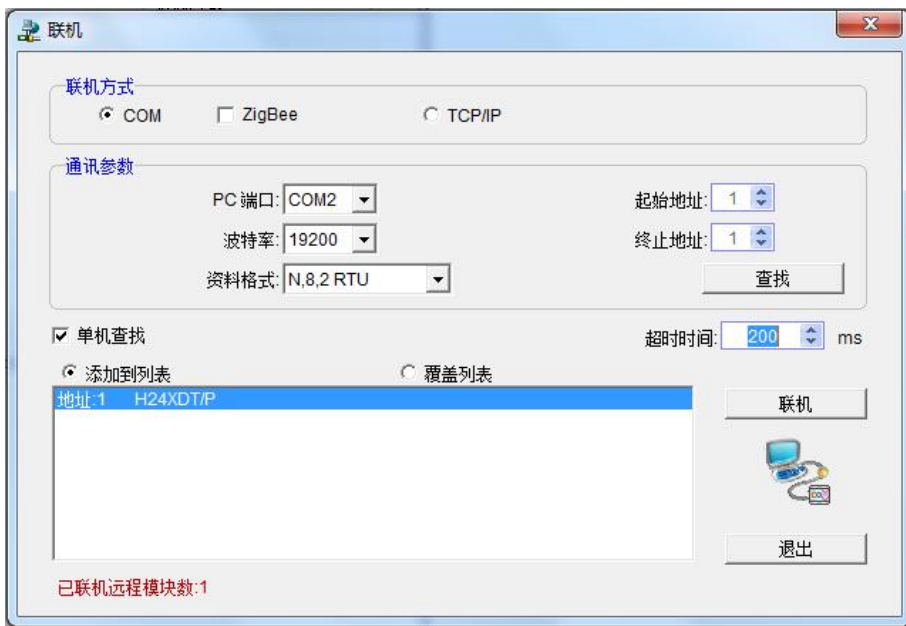 联机
联机方式
COM ZigBee TCP/IP
通讯参数
PC 端口: COM2 起始地址: 1
波特率: 19200 终止地址: 1
资料格式: N,8,2 RTU 查找
单机查找 超时时间: 200 ms
添加到列表 覆盖列表
地址:1 H24XDT/P
联机
退出
已联机远程模块数:1